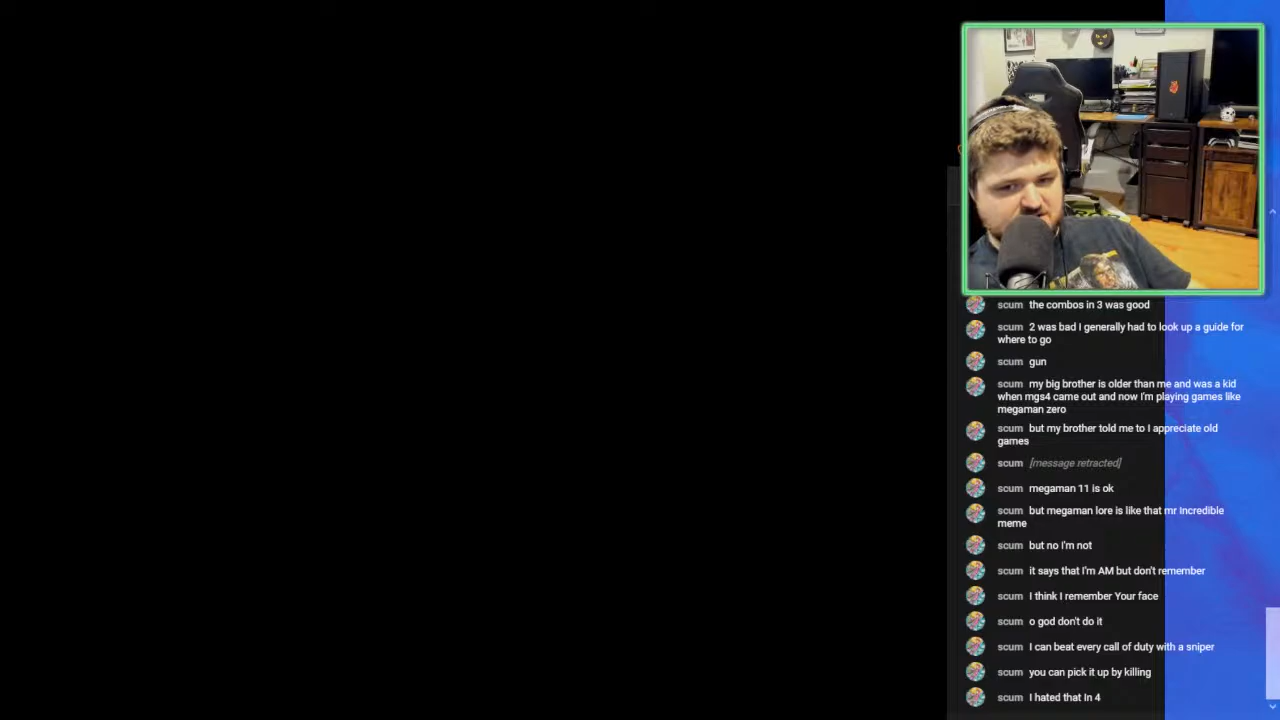 scum the combos in 3 was good
scum 2 was bad I generally had to look up a guide for
where to go
scum gun
scum my big brother is older than me and was a kid
when mgs4 came out and now I'm playing games like
megaman zero
scum but my brother told me to I appreciate old
games
scum [message retracted]
scum megaman 11 is ok
scum but megaman lore is like that mr Incredible
meme
scum but no I'm not
scum it says that I'm AM but don't remember
scum I think I remember Your face
scum o god don't do it
scum I can beat every call of duty with a sniper
scum you can pick it up by killing
scum I hated that In 4